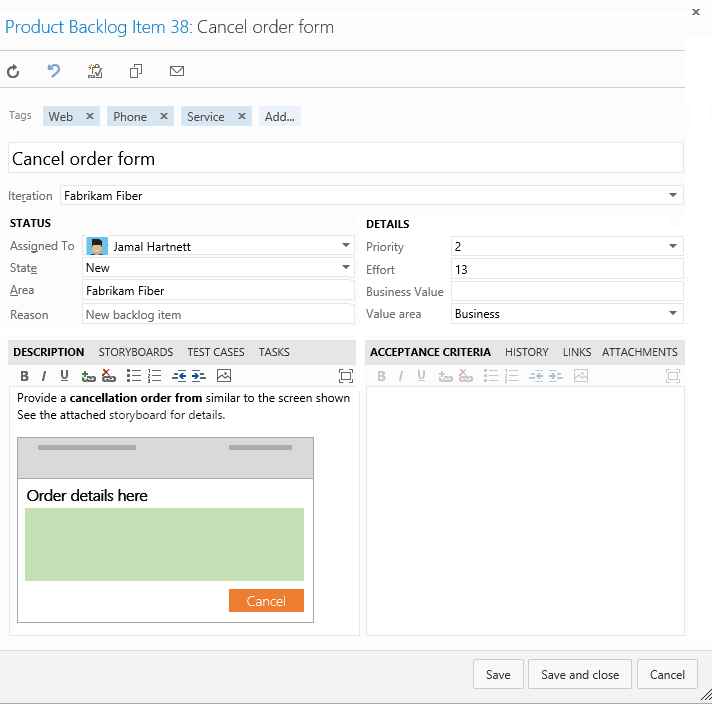 Product Backlog Item 38: Cancel order form
Tags Web Phone Service Add...
Cancel order form
Iteration Fabrikam Fiber
STATUS
Assigned To Jamal Hartnett
State New
Area Fabrikam Fiber
Reason New backlog item
DETAILS
Priority 2
Effort 13
Business Value
Value area Business
DESCRIPTION STORYBOARDS TEST CASES TASKS
B I U
Provide a cancellation order from similar to the screen shown
See the attached storyboard for details.
Order details here
Cancel
ACCEPTANCE CRITERIA HISTORY LINKS ATTACHMENTS
B I U
Save Save and close Cancel